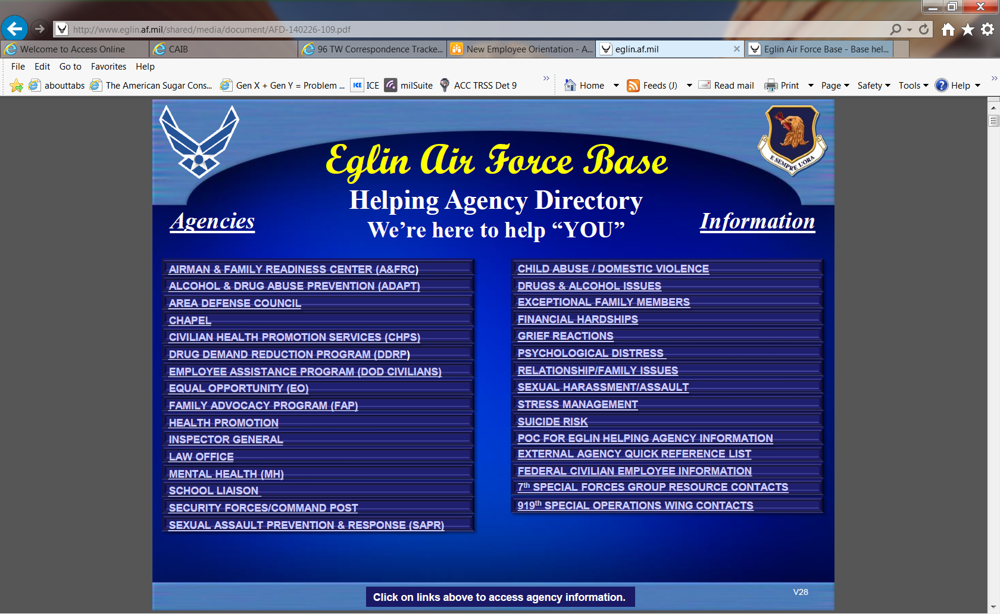 http://www.eglin.af.mil/shared/media/document/AFD-140226-109.pdf
Welcome to Access Online
CAIB
96 TW Correspondence Tracke...
New Employee Orientation - A...
eglin.af.mil
Eglin Air Force Base - Base hel...
File Edit Go to Favorites Help
abouttabs The American Sugar Cons... Gen X + Gen Y = Problem ... ICE ICE milSuite ACC TRSS Det 9 » Home Feeds (J) Read mail Print Page Safety Tools Help »
E SEMPRE L'ORA
Eglin Air Force Base
Helping Agency Directory
We're here to help “YOU”
Agencies
AIRMAN & FAMILY READINESS CENTER (A&FRC)
ALCOHOL & DRUG ABUSE PREVENTION (ADAPT)
AREA DEFENSE COUNCIL
CHAPEL
CIVILIAN HEALTH PROMOTION SERVICES (CHPS)
DRUG DEMAND REDUCTION PROGRAM (DDRP)
EMPLOYEE ASSISTANCE PROGRAM (DOD CIVILIANS)
EQUAL OPPORTUNITY (EO)
FAMILY ADVOCACY PROGRAM (FAP)
HEALTH PROMOTION
INSPECTOR GENERAL
LAW OFFICE
MENTAL HEALTH (MH)
SCHOOL LIAISON
SECURITY FORCES/COMMAND POST
SEXUAL ASSAULT PREVENTION & RESPONSE (SAPR)
Information
CHILD ABUSE / DOMESTIC VIOLENCE
DRUGS & ALCOHOL ISSUES
EXCEPTIONAL FAMILY MEMBERS
FINANCIAL HARDSHIPS
GRIEF REACTIONS
PSYCHOLOGICAL DISTRESS
RELATIONSHIP/FAMILY ISSUES
SEXUAL HARASSMENT/ASSAULT
STRESS MANAGEMENT
SUICIDE RISK
POC FOR EGLIN HELPING AGENCY INFORMATION
EXTERNAL AGENCY QUICK REFERENCE LIST
FEDERAL CIVILIAN EMPLOYEE INFORMATION
7th SPECIAL FORCES GROUP RESOURCE CONTACTS
919th SPECIAL OPERATIONS WING CONTACTS
Click on links above to access agency information.
V28